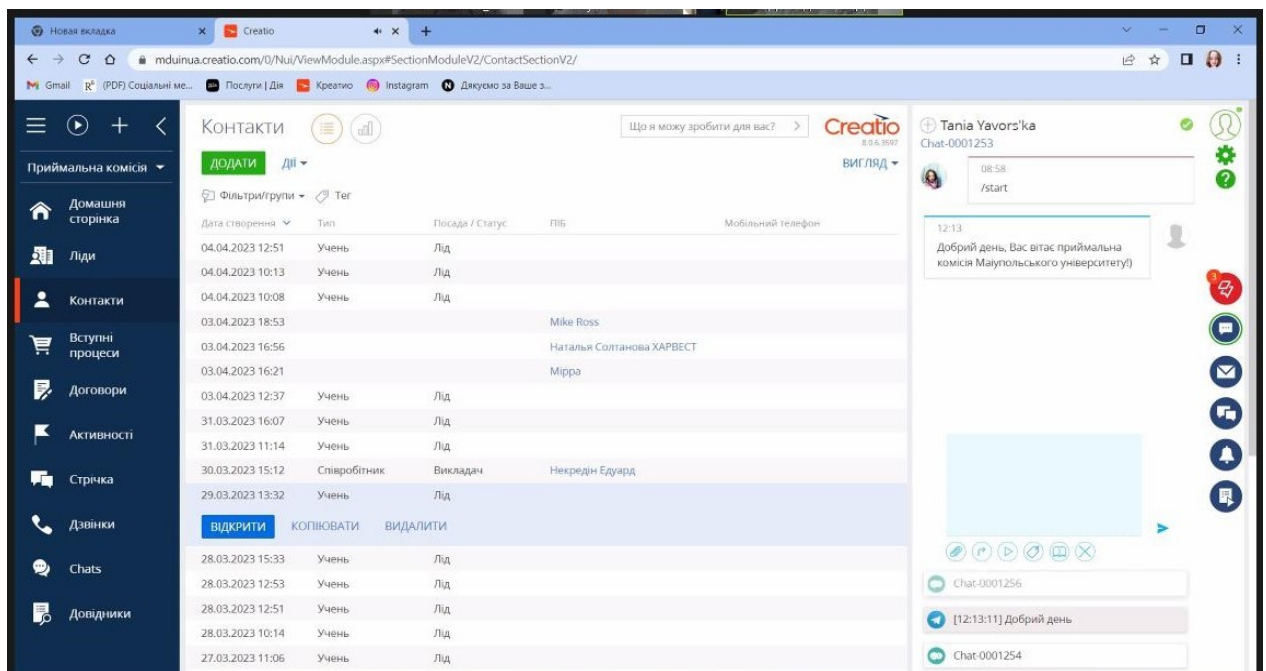 Новая вкладка
Creatio
mduinua.creatio.com/0/Nui/ViewModule.aspx#SectionModuleV2/ContactSectionV2/
Gmail (PDF) Соціальні ме... Послуги | Дія Креатио Instagram Дякуємо за Ваше з...
Приймальна комісія
Домашня
сторінка
Ліди
Контакти
Вступні
процеси
Договори
Активності
Стрічка
Дзвінки
Chats
Довідники
Контакти
Що я можу зробити для вас? >
Creatio
8.0.6.3597
ДОДАТИ ДІЇ
ВИГЛЯД
Фільтри/групи Тег
Дата створення Тип Посада / Статус ПІБ Мобільний телефон
04.04.2023 12:51 Учень Лід
04.04.2023 10:13 Учень Лід
04.04.2023 10:08 Учень Лід
03.04.2023 18:53 Mike Ross
03.04.2023 16:56 Наталья Солтанова ХАРВЕСТ
03.04.2023 16:21 Мірра
03.04.2023 12:37 Учень Лід
31.03.2023 16:07 Учень Лід
31.03.2023 11:14 Учень Лід
30.03.2023 15:12 Співробітник Викладач Некредін Едуард
29.03.2023 13:32 Учень Лід
ВІДКРИТИ КОПІЮВАТИ ВИДАЛИТИ
28.03.2023 15:33 Учень Лід
28.03.2023 12:53 Учень Лід
28.03.2023 12:51 Учень Лід
28.03.2023 10:14 Учень Лід
27.03.2023 11:06 Учень Лід
Tania Yavors'ka
Chat-0001253
08:58
/start
12:13
Добрий день, Вас вітає приймальна
комісія Маіупольського університету!)
3
Chat-0001256
[12:13:11] Добрий день
Chat-0001254